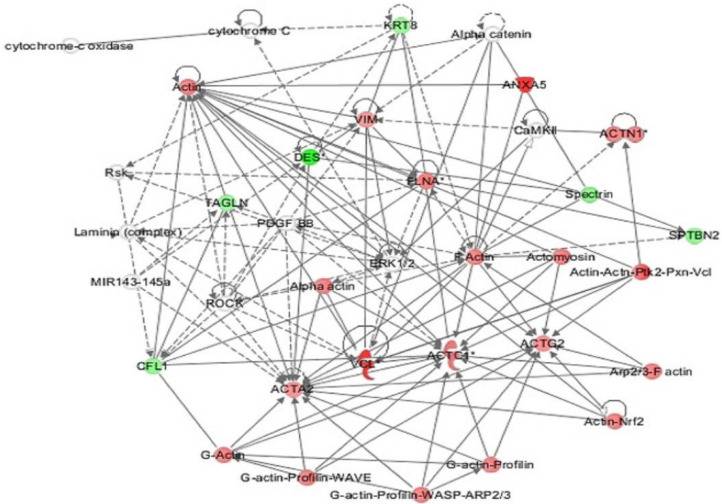 cytochrome C
KRT8
Alpha catenin
cytochrome-c oxidase
Actin
ANXA5
VIM
CaMKII
ACTN1*
DES*
Rsk
FLNA*
TAGLN
Spectrin
Laminia (complex)
PDGF BB
SPTBN2
ERK1/2
F Actin
Actomyosin
MIR143-145a
Alpha actin
Actin-Actn-Ptk2-Pxn-Vcl
ROCK
CFL1
VCL*
ACTC1*
ACTG2
Arp2/3-F actin
ACTA2
Actin-Nrf2
G-Actin
G-actin-Profilin
G-actin-Profilin-WAVE
G-actin-Profilin-WASP-ARP2/3